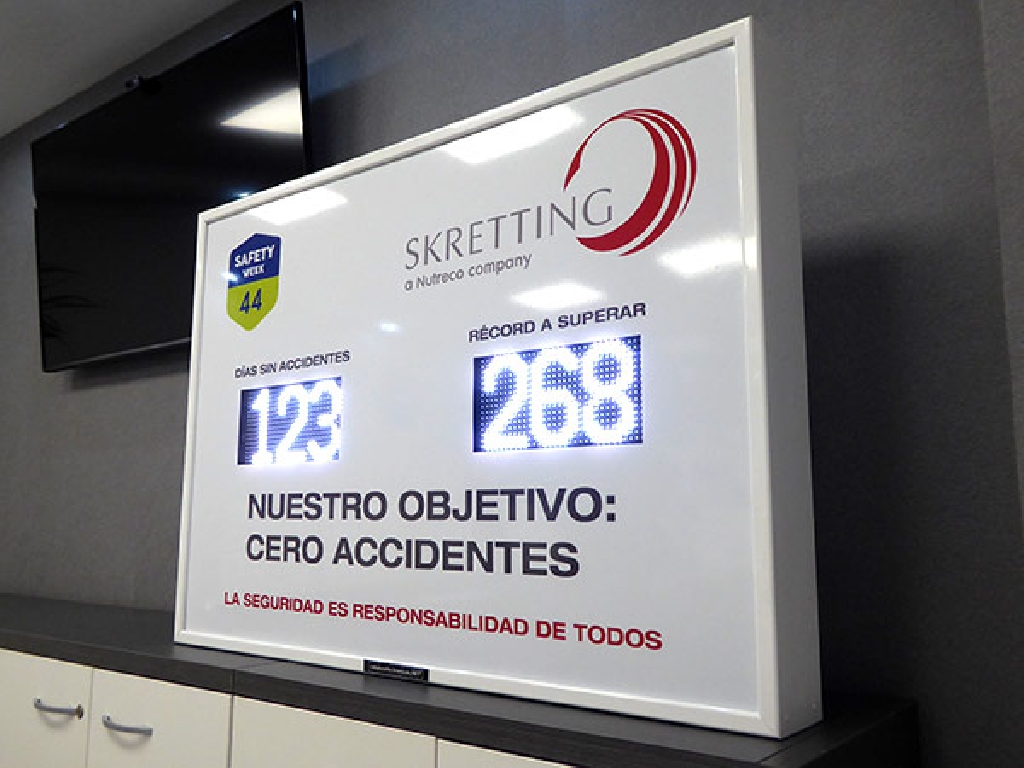 SAFETY
WEEK
44
SKRETTING
a Nutreco company
DÍAS SIN ACCIDENTES
RÉCORD A SUPERAR
123
268
NUESTRO OBJETIVO:
CERO ACCIDENTES
LA SEGURIDAD ES RESPONSABILIDAD DE TODOS